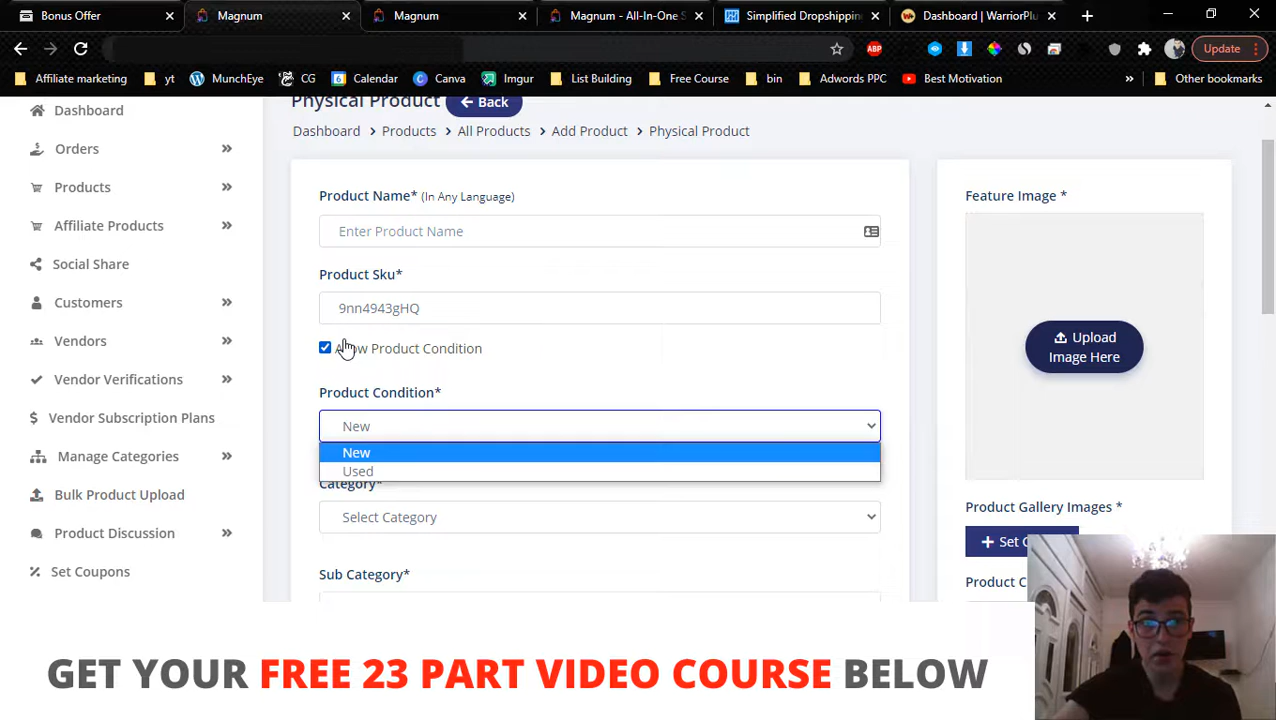 Bonus Offer
Magnum
Magnum
Magnum - All-In-One S
Simplified Dropshippin
Dashboard | WarriorPlu
Update
Affiliate marketing
yt
MunchEye
CG
Calendar
Canva
Imgur
List Building
Free Course
bin
Adwords PPC
Best Motivation
Other bookmarks
Dashboard
Orders
Products
Affiliate Products
Social Share
Customers
Vendors
Vendor Verifications
Vendor Subscription Plans
Manage Categories
Bulk Product Upload
Product Discussion
Set Coupons
Physical Product
Back
Dashboard > Products > All Products > Add Product > Physical Product
Product Name* (In Any Language)
Enter Product Name
Product Sku*
9nn4943gHQ
Allow Product Condition
Product Condition*
New
New
Used
Category*
Select Category
Sub Category*
Feature Image *
Upload
Image Here
Product Gallery Images *
+ Set
Product C
GET YOUR FREE 23 PART VIDEO COURSE BELOW